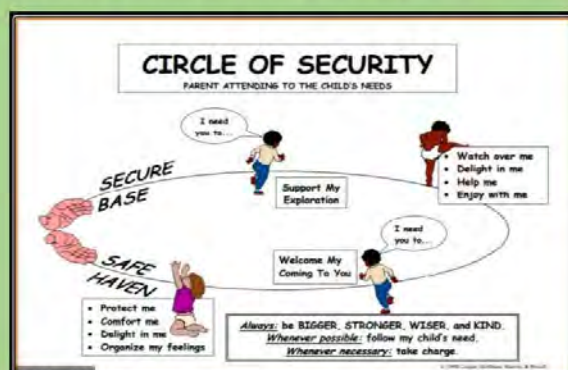 CIRCLE OF SECURITY
PARENT ATTENDING TO THE CHILD'S NEEDS
I need
you to...
SECURE
BASE
Support My
Exploration
• Watch over me
• Delight in me
• Help me
• Enjoy with me
I need
you to...
Welcome My
Coming To You
SAFE
HAVEN
• Protect me
• Comfort me
• Delight in me
• Organize my feelings
Always: be BIGGER, STRONGER, WISER, and KIND.
Whenever possible: follow my child's need.
Whenever necessary: take charge.